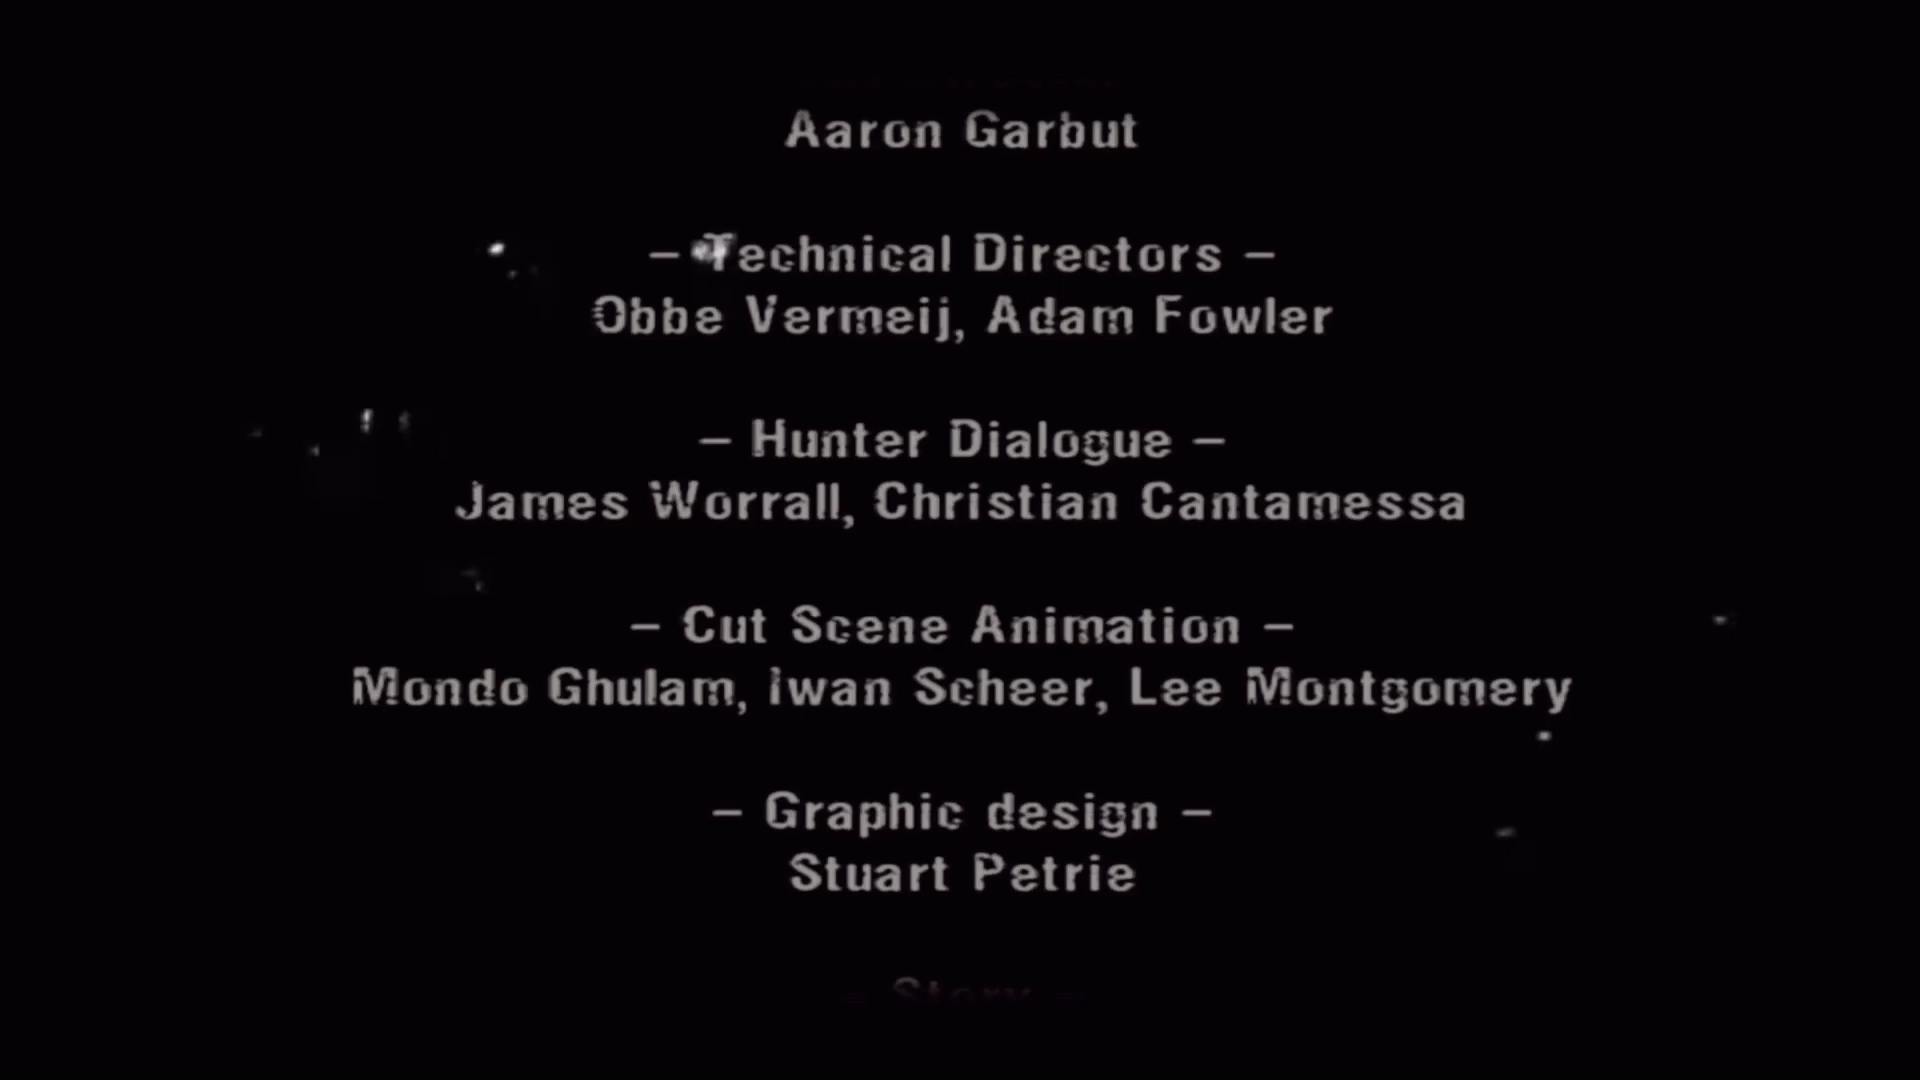 Aaron Garbut
– Technical Directors –
Obbe Vermeij, Adam Fowler
– Hunter Dialogue –
James Worrall, Christian Cantamessa
– Cut Scene Animation –
Mondo Ghulam, Iwan Scheer, Lee Montgomery
– Graphic design –
Stuart Petrie
– Story –